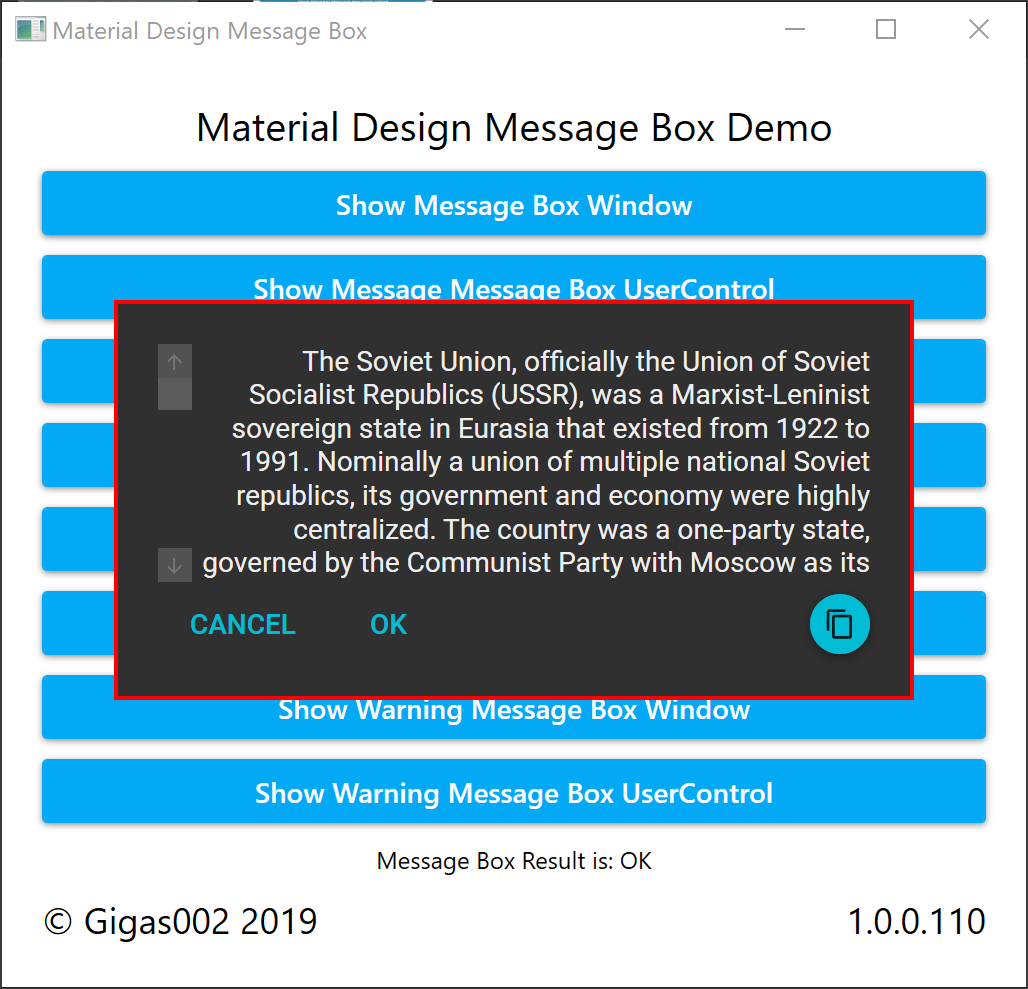 Material Design Message Box
Material Design Message Box Demo
Show Message Box Window
Show Message Message Box UserControl
The Soviet Union, officially the Union of Soviet
Socialist Republics (USSR), was a Marxist-Leninist
sovereign state in Eurasia that existed from 1922 to
1991. Nominally a union of multiple national Soviet
republics, its government and economy were highly
centralized. The country was a one-party state,
governed by the Communist Party with Moscow as its
CANCEL OK
Show Warning Message Box Window
Show Warning Message Box UserControl
Message Box Result is: OK
© Gigas002 2019 1.0.0.110